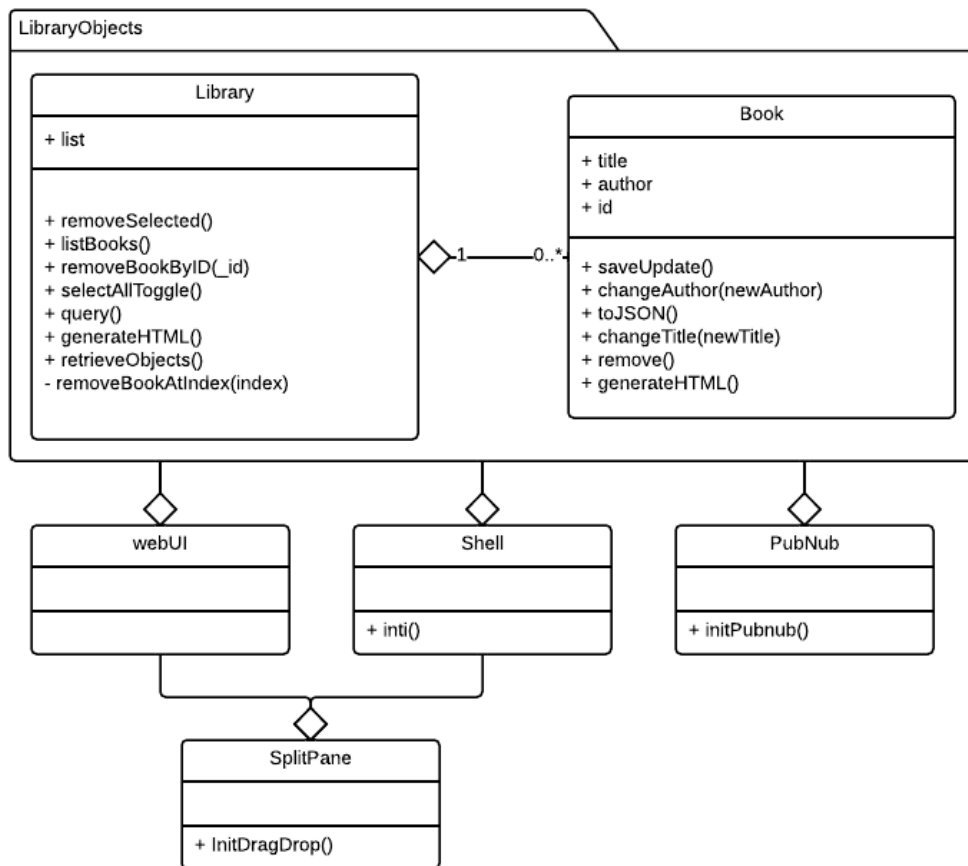 LibraryObjects
Library
+ list
+ removeSelected()
+ listBooks()
+ removeBookByID(_id)
+ selectAllToggle()
+ query()
+ generateHTML()
+ retrieveObjects()
- removeBookAtIndex(index)
1
0..*
Book
+ title
+ author
+ id
+ saveUpdate()
+ changeAuthor(newAuthor)
+ toJSON()
+ changeTitle(newTitle)
+ remove()
+ generateHTML()
webUI
Shell
+ inti()
PubNub
+ initPubnub()
SplitPane
+ InitDragDrop()